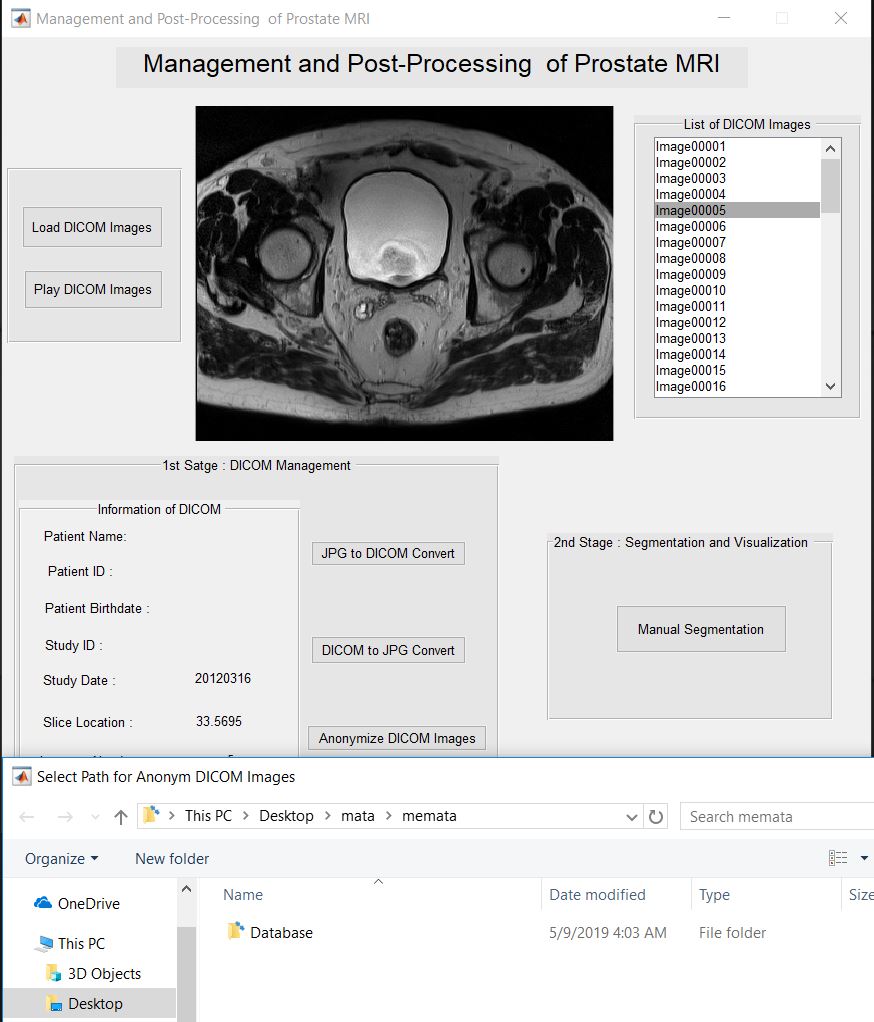 Management and Post-Processing  of Prostate MRI
Management and Post-Processing  of Prostate MRI
List of DICOM Images
Image00001
Image00002
Image00003
Image00004
Image00005
Image00006
Image00007
Image00008
Image00009
Image00010
Image00011
Image00012
Image00013
Image00014
Image00015
Image00016
Load DICOM Images
Play DICOM Images
1st Satge : DICOM Management
Information of DICOM
Patient Name:
Patient ID :
Patient Birthdate :
Study ID :
Study Date : 20120316
Slice Location : 33.5695
JPG to DICOM Convert
DICOM to JPG Convert
Anonymize DICOM Images
2nd Stage : Segmentation and Visualization
Manual Segmentation
Select Path for Anonym DICOM Images
This PC > Desktop > mata > memata
Search memata
Organize
New folder
Name Date modified Type Size
Database 5/9/2019 4:03 AM File folder
OneDrive
This PC
3D Objects
Desktop